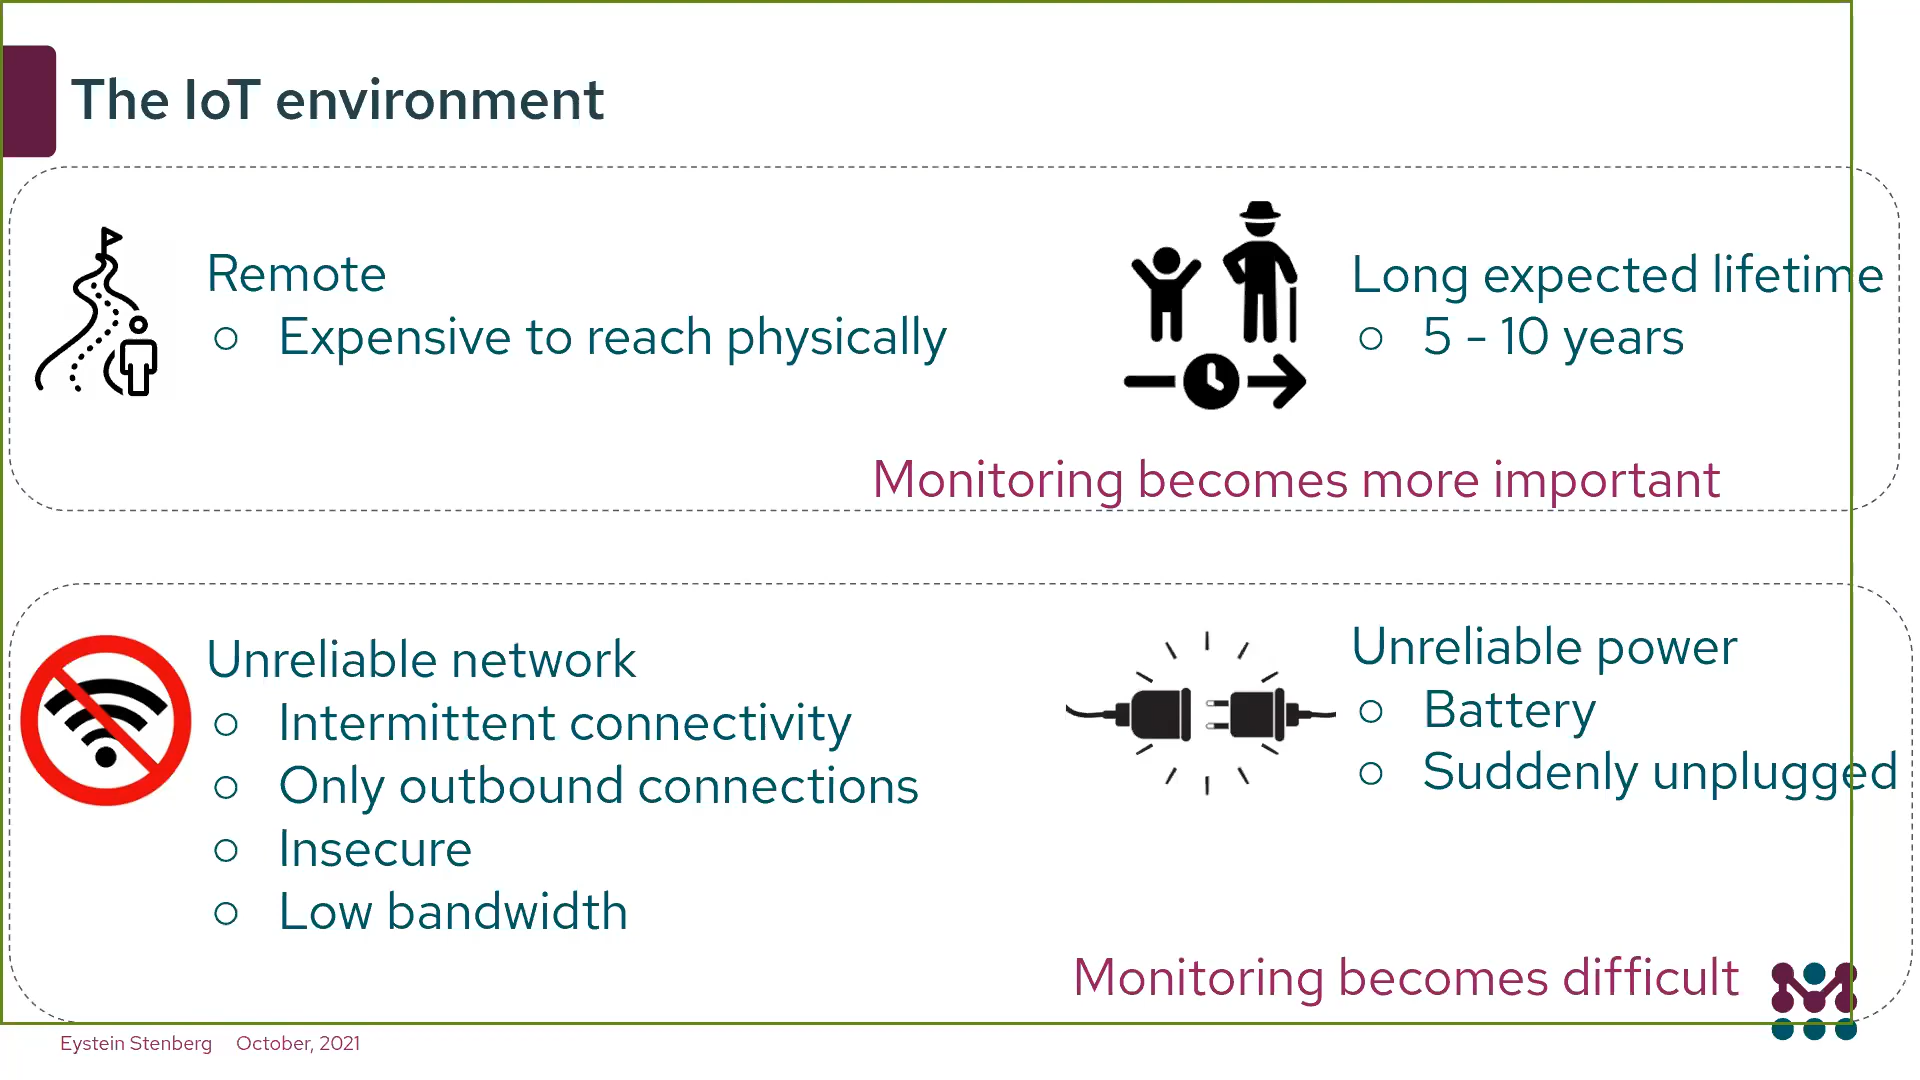 The IoT environment
Remote
○ Expensive to reach physically
Long expected lifetime
○ 5 - 10 years
Monitoring becomes more important
Unreliable network
○ Intermittent connectivity
○ Only outbound connections
○ Insecure
○ Low bandwidth
Unreliable power
○ Battery
○ Suddenly unplugged
Monitoring becomes difficult
Eystein Stenberg October, 2021